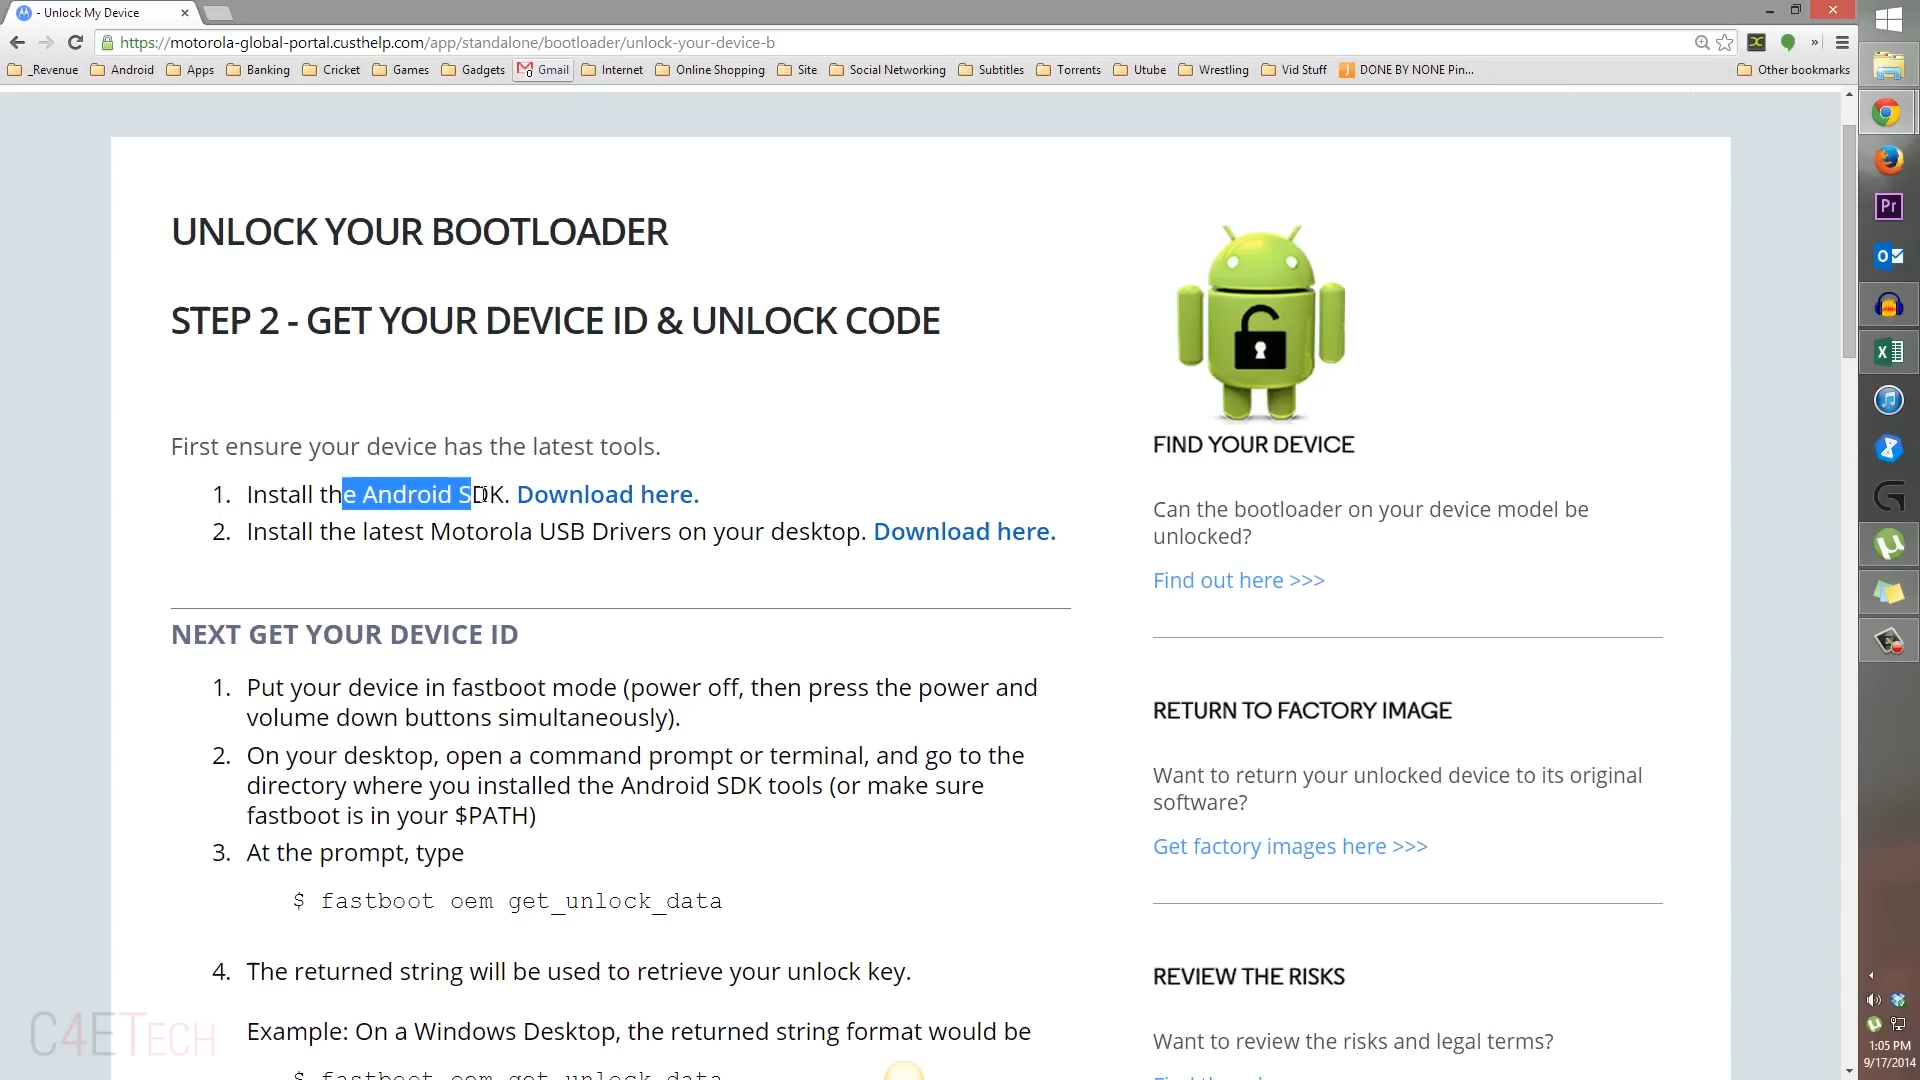 - Unlock My Device
https://motorola-global-portal.custhelp.com/app/standalone/bootloader/unlock-your-device-b
_Revenue Android Apps Banking Cricket Games Gadgets Gmail Internet Online Shopping Site Social Networking Subtitles Torrents Utube Wrestling Vid Stuff DONE BY NONE Pin... Other bookmarks
UNLOCK YOUR BOOTLOADER
STEP 2 - GET YOUR DEVICE ID & UNLOCK CODE
First ensure your device has the latest tools.
1. Install the Android SDK. Download here.
2. Install the latest Motorola USB Drivers on your desktop. Download here.
NEXT GET YOUR DEVICE ID
1. Put your device in fastboot mode (power off, then press the power and
volume down buttons simultaneously).
2. On your desktop, open a command prompt or terminal, and go to the
directory where you installed the Android SDK tools (or make sure
fastboot is in your $PATH)
3. At the prompt, type
$ fastboot oem get_unlock_data
4. The returned string will be used to retrieve your unlock key.
Example: On a Windows Desktop, the returned string format would be
$ fastboot oem get_unlock_data
FIND YOUR DEVICE
Can the bootloader on your device model be
unlocked?
Find out here >>>
RETURN TO FACTORY IMAGE
Want to return your unlocked device to its original
software?
Get factory images here >>>
REVIEW THE RISKS
Want to review the risks and legal terms?
C4ETECH
Pr
1:05 PM
9/17/2014